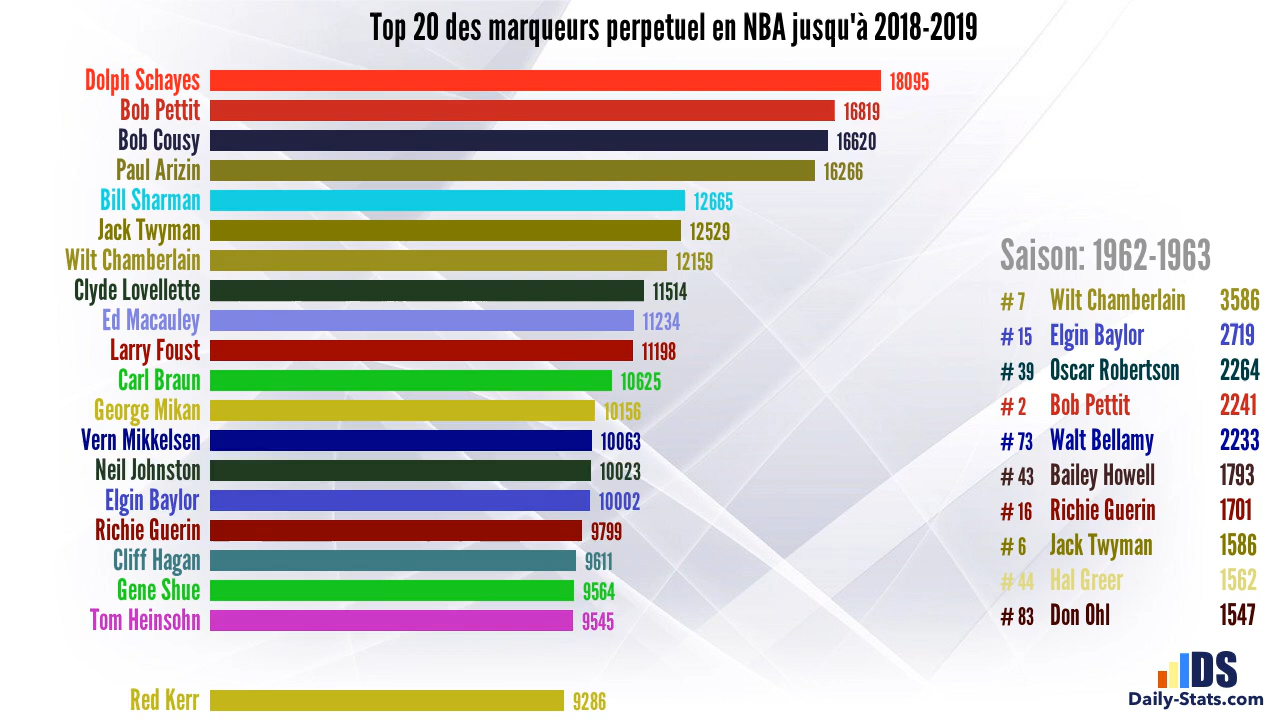 Top 20 des marqueurs perpetuel en NBA jusqu'à 2018-2019
Dolph Schayes 18095
Bob Pettit 16819
Bob Cousy 16620
Paul Arizin 16266
Bill Sharman 12665
Jack Twyman 12529
Wilt Chamberlain 12159
Clyde Lovellette 11514
Ed Macauley 11234
Larry Foust 11198
Carl Braun 10625
George Mikan 10156
Vern Mikkelsen 10063
Neil Johnston 10023
Elgin Baylor 10002
Richie Guerin 9799
Cliff Hagan 9611
Gene Shue 9564
Tom Heinsohn 9545
Red Kerr 9286
Saison: 1962-1963
# 7 Wilt Chamberlain 3586
# 15 Elgin Baylor 2719
# 39 Oscar Robertson 2264
# 2 Bob Pettit 2241
# 73 Walt Bellamy 2233
# 43 Bailey Howell 1793
# 16 Richie Guerin 1701
# 6 Jack Twyman 1586
# 44 Hal Greer 1562
# 83 Don Ohl 1547
DS
Daily-Stats.com